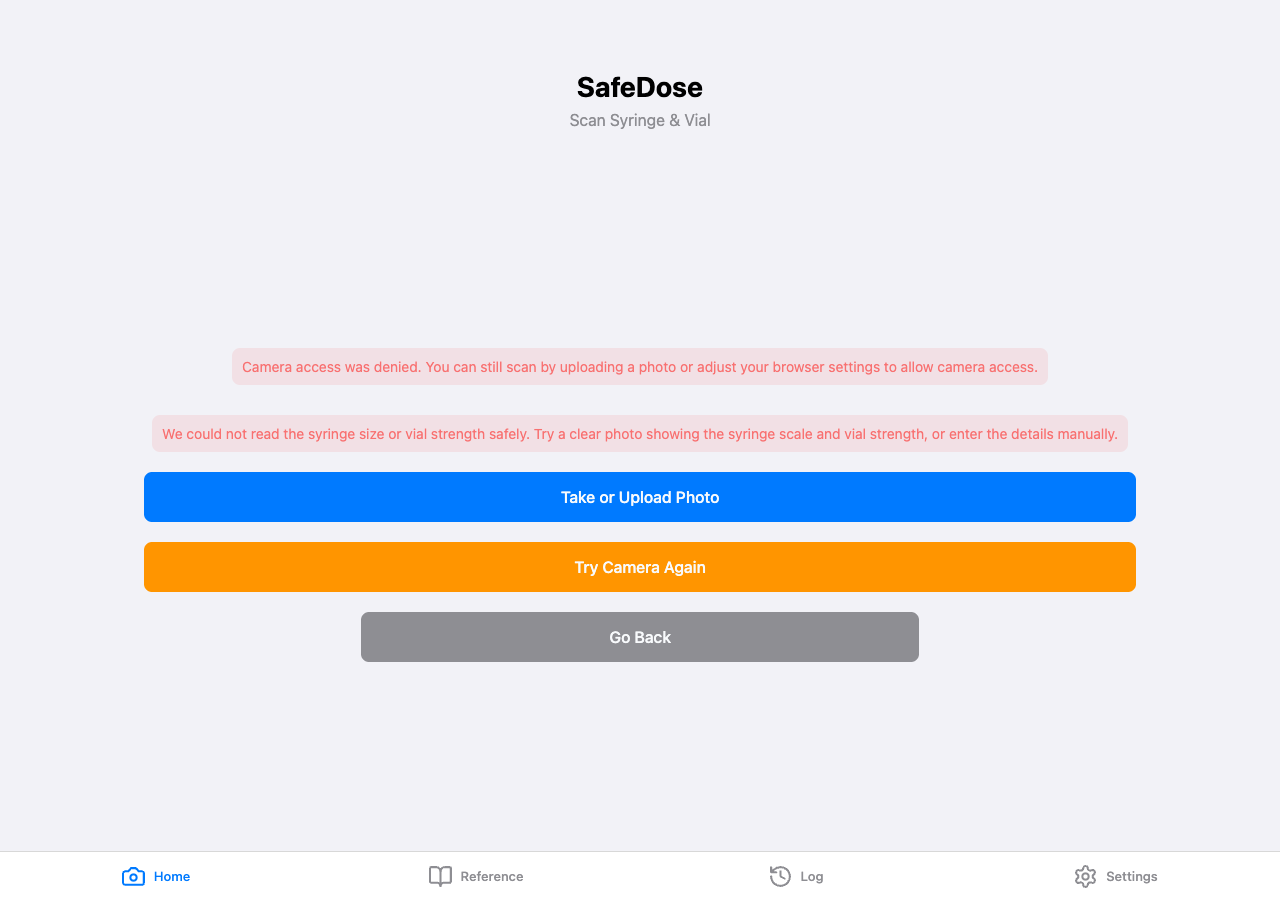 SafeDose
Scan Syringe & Vial
Camera access was denied. You can still scan by uploading a photo or adjust your browser settings to allow camera access.
We could not read the syringe size or vial strength safely. Try a clear photo showing the syringe scale and vial strength, or enter the details manually.
Take or Upload Photo
Try Camera Again
Go Back
Home
Reference
Log
Settings